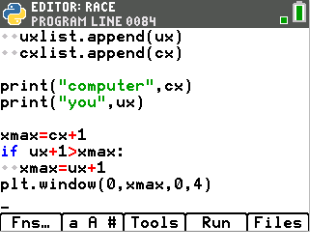 EDITOR: RACE
PROGRAM LINE 0084
uxlist.append(ux)
cxlist.append(cx)
print("computer",cx)
print("you",ux)
xmax=cx+1
if ux+1>xmax:
xmax=ux+1
plt.window(0,xmax,0,4)
_
Fns… a A # Tools Run Files